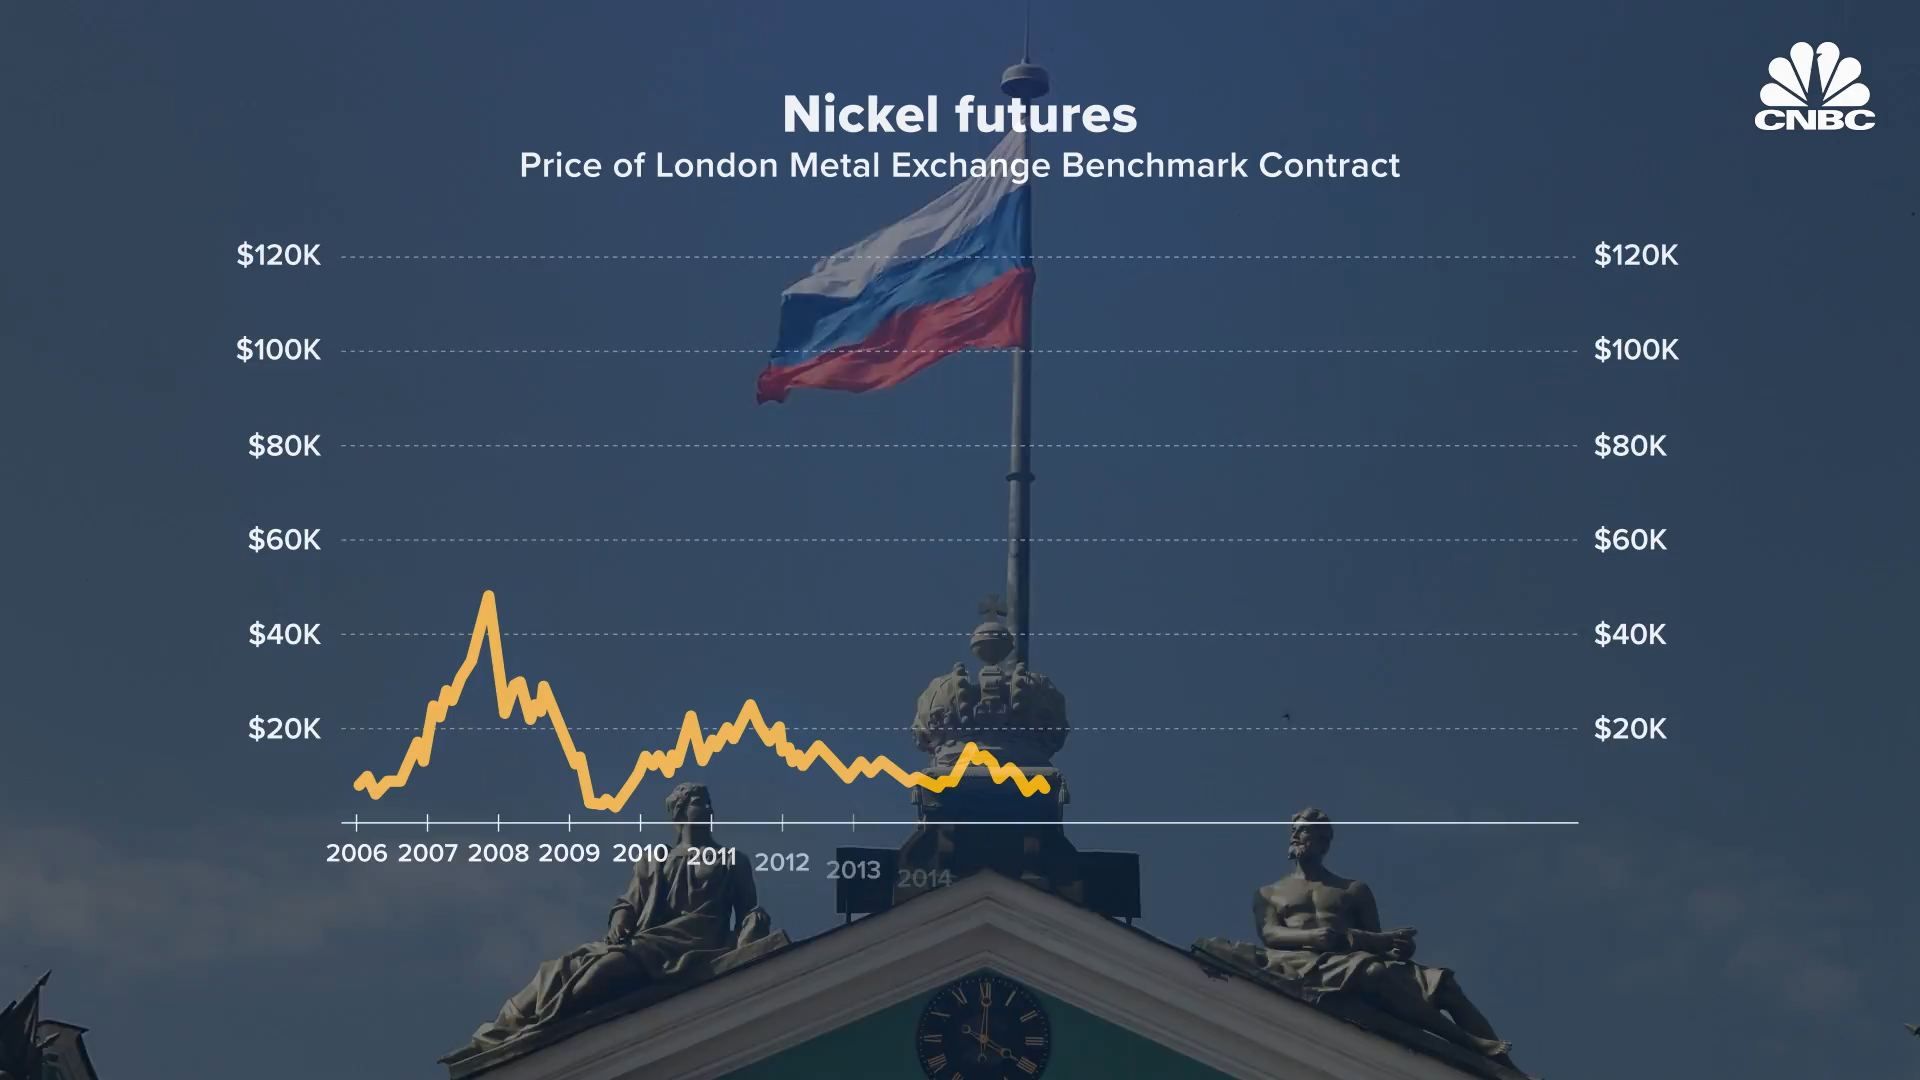 CNBC
Nickel futures
Price of London Metal Exchange Benchmark Contract
$120K $120K
$100K $100K
$80K $80K
$60K $60K
$40K $40K
$20K $20K
2006 2007 2008 2009 2010 2011 2012 2013 2014